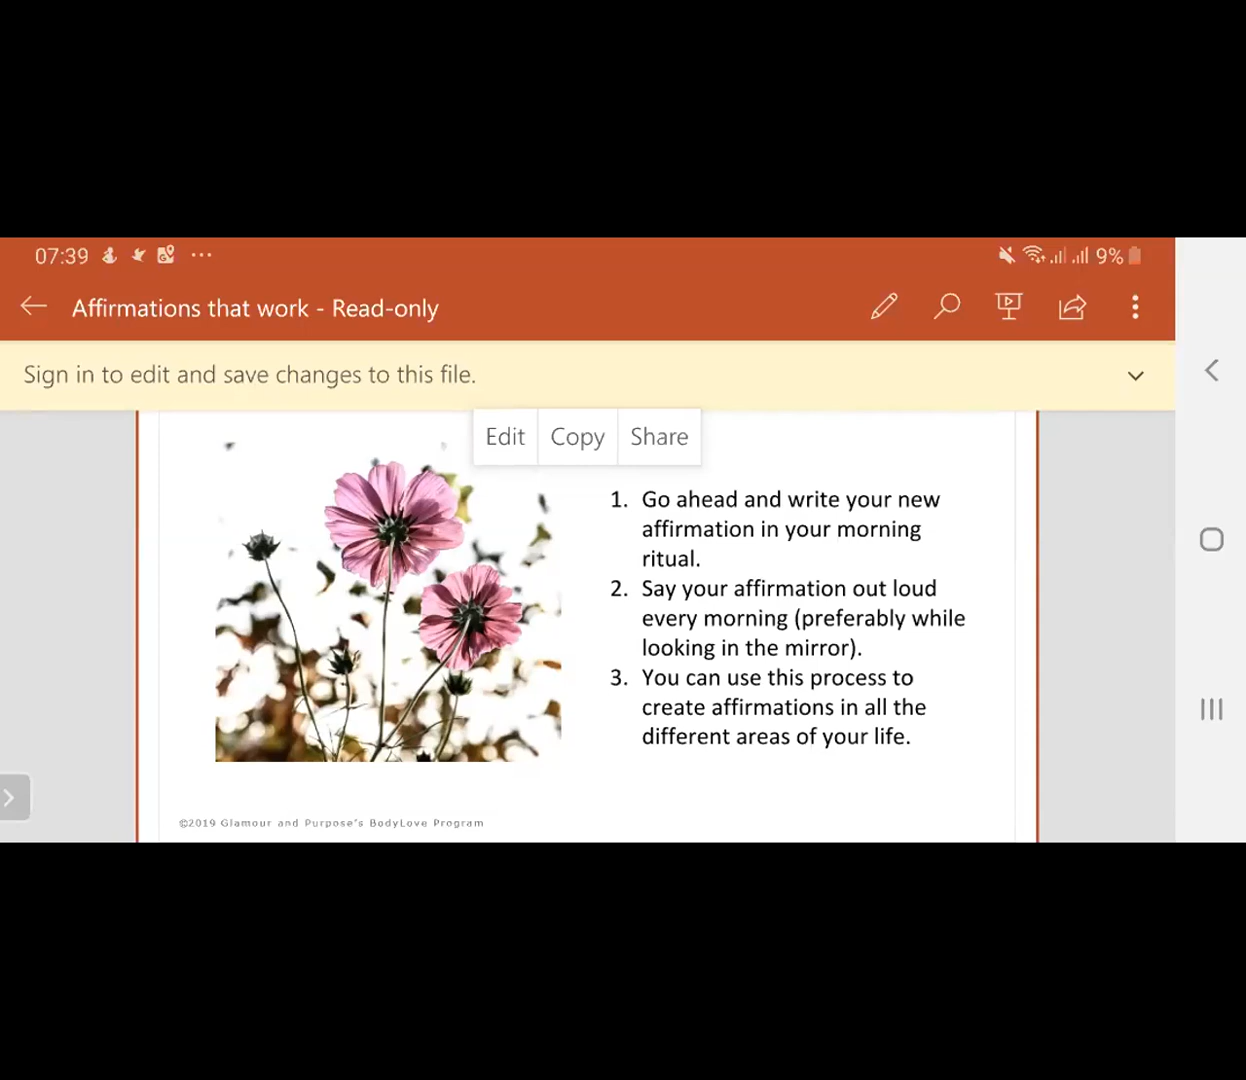 07:39
9%
Affirmations that work - Read-only
Sign in to edit and save changes to this file.
Edit Copy Share
1. Go ahead and write your new
affirmation in your morning
ritual.
2. Say your affirmation out loud
every morning (preferably while
looking in the mirror).
3. You can use this process to
create affirmations in all the
different areas of your life.
©2019 Glamour and Purpose's BodyLove Program